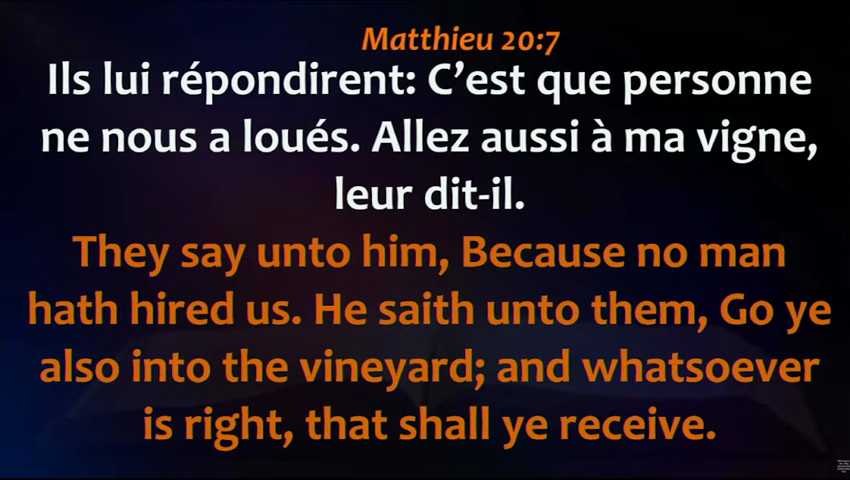 Matthieu 20:7
Ils lui répondirent: C’est que personne
ne nous a loués. Allez aussi à ma vigne,
leur dit-il.
They say unto him, Because no man
hath hired us. He saith unto them, Go ye
also into the vineyard; and whatsoever
is right, that shall ye receive.